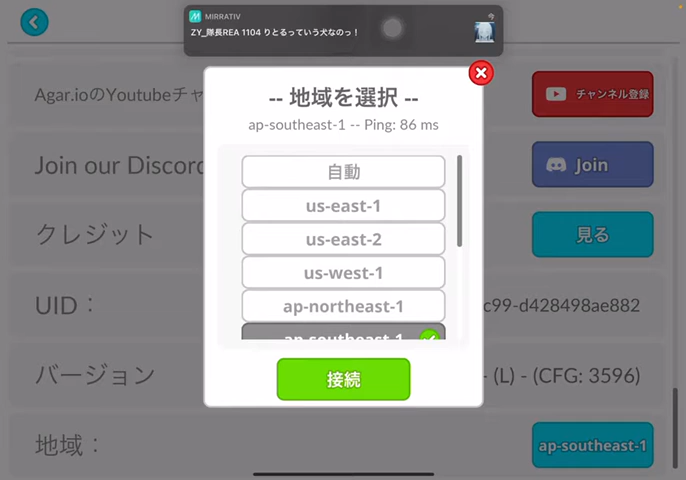 MIRRATIV
今
ZY_隊長REA 1104 りとるっていう犬なのっ！
-- 地域を選択 --
ap-southeast-1 -- Ping: 86 ms
自動
us-east-1
us-east-2
us-west-1
ap-northeast-1
ap-southeast-1
接続
Agar.ioのYoutubeチャ
チャンネル登録
Join our Discord
Join
クレジット
見る
UID：
c99-d428498ae882
バージョン
- (L) - (CFG: 3596)
地域：
ap-southeast-1